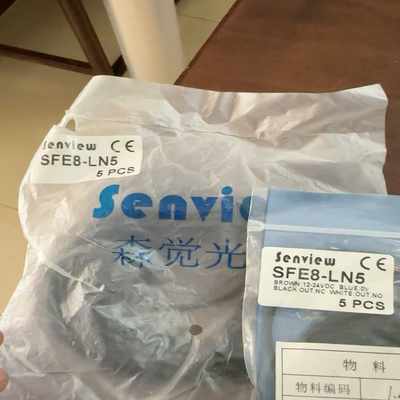 Senview CE
SFE8-LN5
5 PCS
Senview
森觉光
Senview CE
SFE8-LN5
BROWN:12-24VDC BLUE:0V
BLACK:OUT,NC WHITE:OUT,NO
5 PCS
物料
物料编码